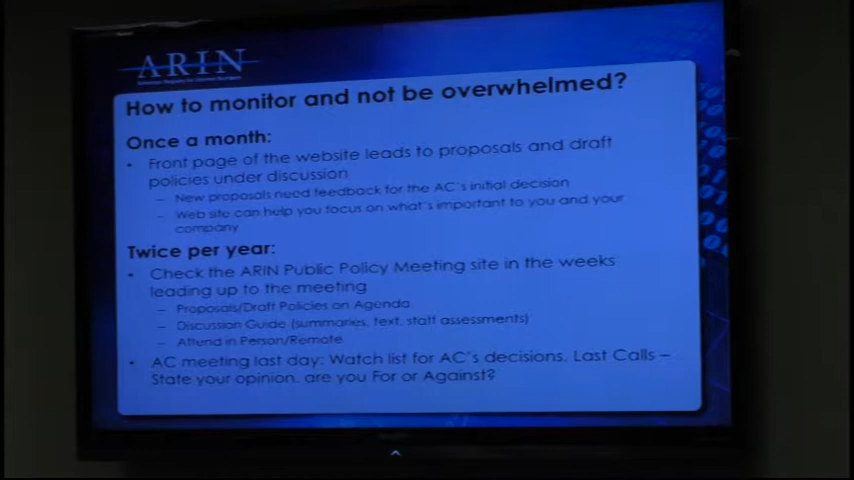 ARIN
How to monitor and not be overwhelmed?
Once a month:
• Front page of the website leads to proposals and draft
policies under discussion
– New proposals need feedback for the AC's initial decision
– Web site can help you focus on what's important to you and your
company
Twice per year:
• Check the ARIN Public Policy Meeting site in the weeks
leading up to the meeting
– Proposals/Draft Policies on Agenda
– Discussion Guide (summaries, text, staff assessments)
– Attend in Person/Remote
• AC meeting last day: Watch list for AC's decisions. Last Calls –
State your opinion, are you For or Against?